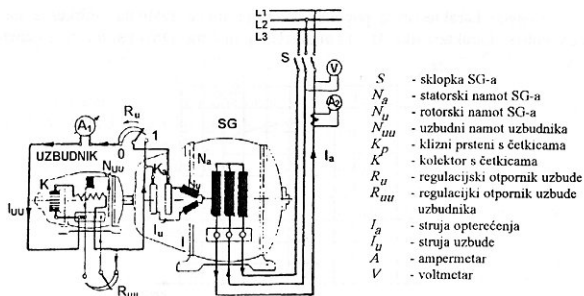 L1
L2
L3
S
V
A₂
Iₐ
SG
Nₐ
Rᵤ
A₁
1
0
UZBUDNIK
Nᵤᵤ
K
Iᵤᵤ
Iᵤ
Rᵤᵤ
S - sklopka SG-a
Nₐ - statorski namot SG-a
Nᵤ - rotorski namot SG-a
Nᵤᵤ - uzbudni namot uzbudnika
Kₚ - klizni prsteni s četkicama
K - kolektor s četkicama
Rᵤ - regulacijski otpornik uzbude
Rᵤᵤ - regulacijki otpornik uzbude
uzbudnika
Iₐ - struja opterećenja
Iᵤ - struja uzbude
A - ampermetar
V - voltmetar